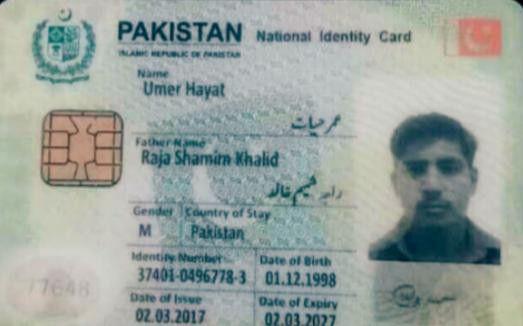 PAKISTAN National Identity Card
ISLAMIC REPUBLIC OF PAKISTAN
Name
Umer Hayat
عمر حیات
Father Name
Raja Shamim Khalid
راجہ شمیم خالد
Gender Country of Stay
M Pakistan
Identity Number Date of Birth
37401-0496778-3 01.12.1998
Date of Issue Date of Expiry
02.03.2017 02.03.2027
77648